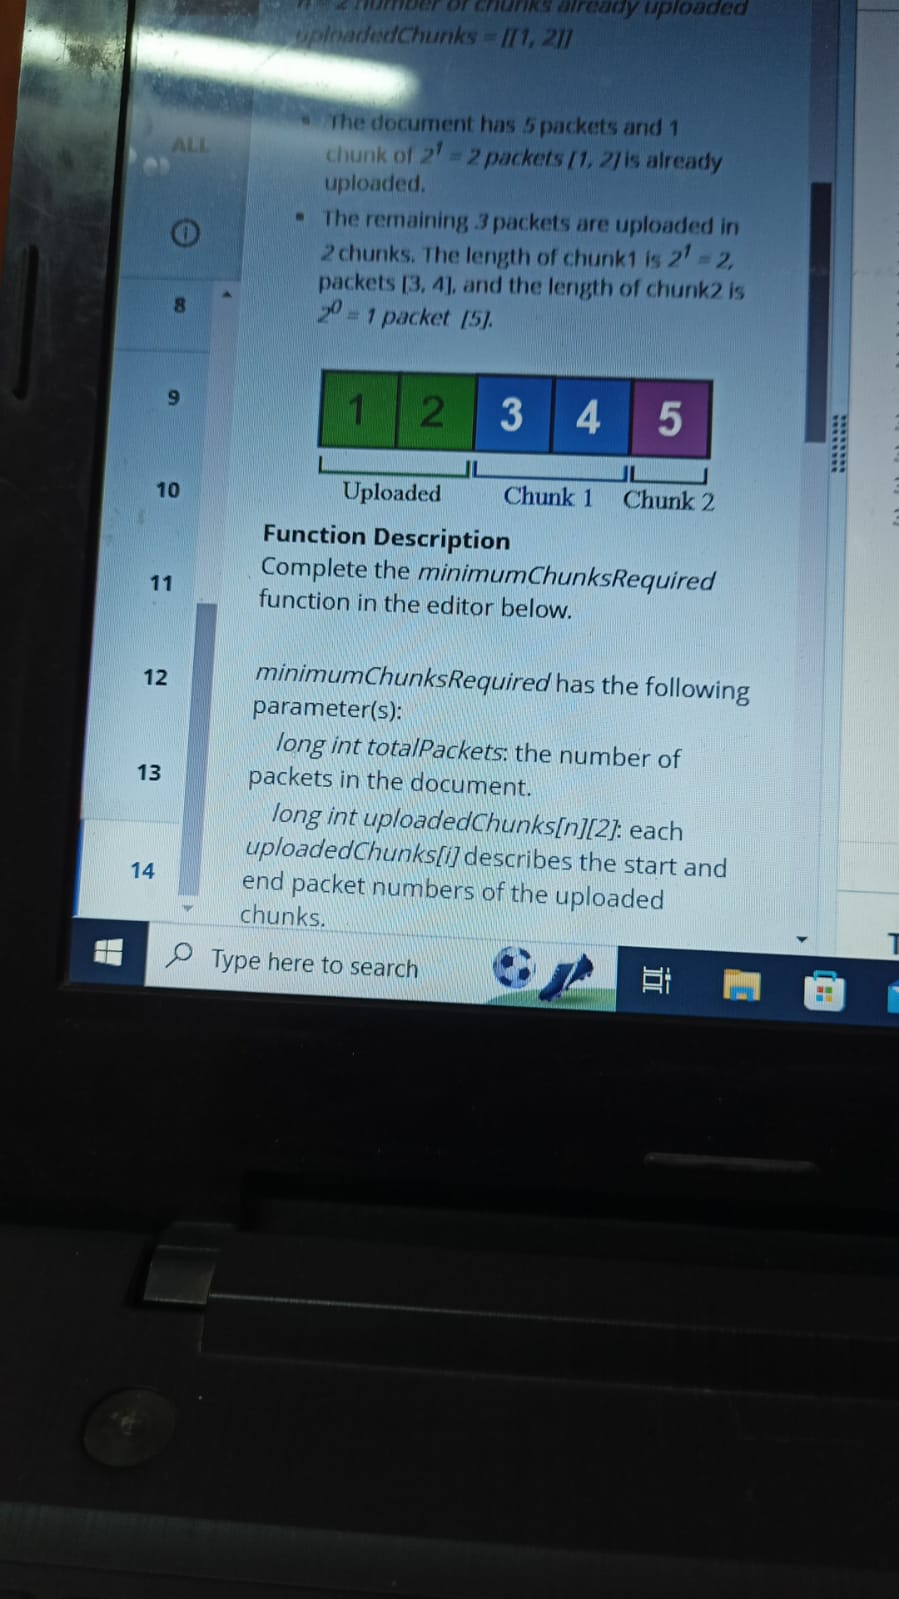 n = 2 number of chunks already uploaded
uploadedChunks = [[1, 2]]
ALL
▪ The document has 5 packets and 1
chunk of 2¹ = 2 packets [1, 2] is already
uploaded.
▪ The remaining 3 packets are uploaded in
2 chunks. The length of chunk1 is 2¹ = 2,
packets [3, 4], and the length of chunk2 is
2⁰ = 1 packet [5].
8
9
10
11
12
13
14
1 2 3 4 5
Uploaded Chunk 1 Chunk 2
Function Description
Complete the minimumChunksRequired
function in the editor below.
minimumChunksRequired has the following
parameter(s):
long int totalPackets: the number of
packets in the document.
long int uploadedChunks[n][2]: each
uploadedChunks[i] describes the start and
end packet numbers of the uploaded
chunks.
Type here to search